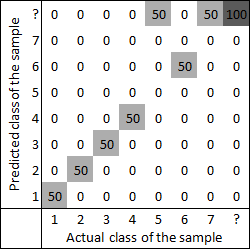 Predicted class of the sample
? 0 0 0 0 50 0 50 100
7 0 0 0 0 0 0 0 0
6 0 0 0 0 0 50 0 0
5 0 0 0 0 0 0 0 0
4 0 0 0 50 0 0 0 0
3 0 0 50 0 0 0 0 0
2 0 50 0 0 0 0 0 0
1 50 0 0 0 0 0 0 0
1 2 3 4 5 6 7 ?
Actual class of the sample